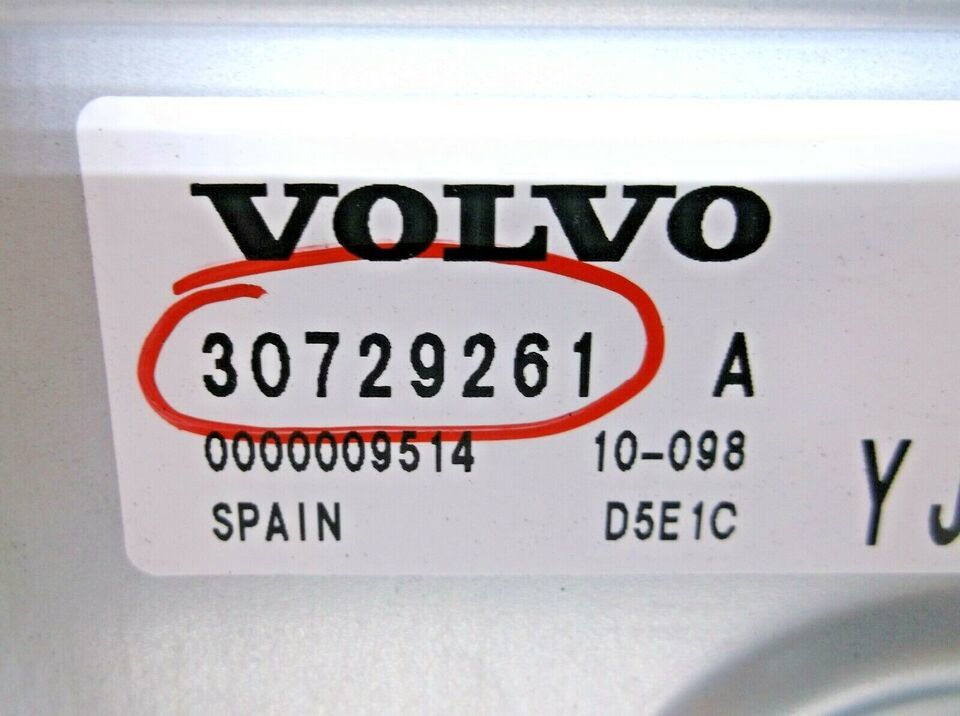 VOLVO
30729261 A
0000009514 10-098
SPAIN D5E1C